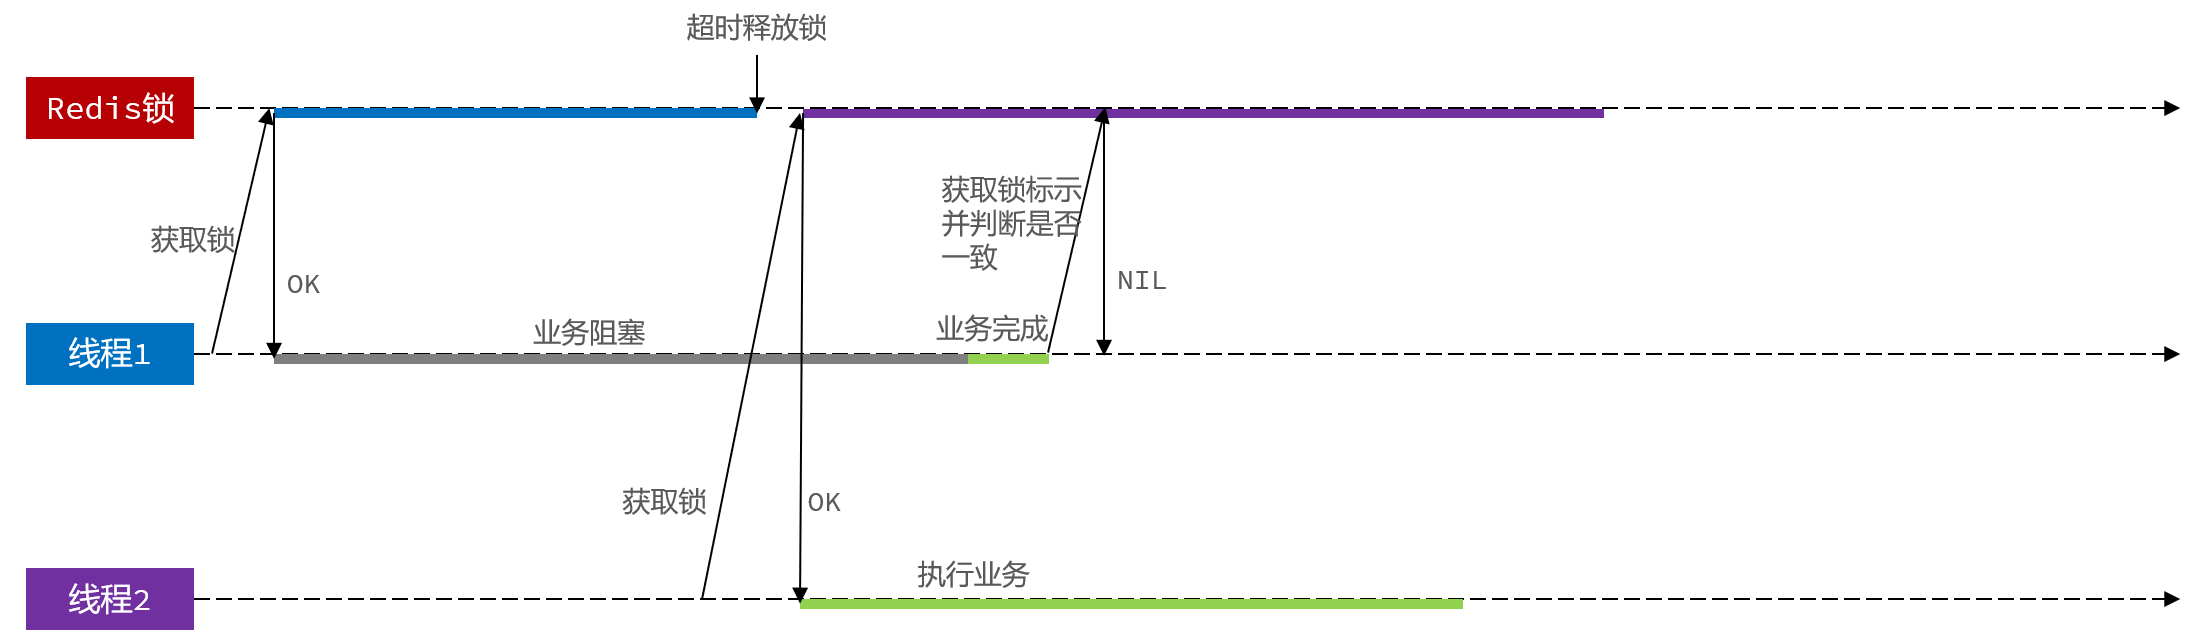 超时释放锁
Redis锁
获取锁标示
并判断是否
一致
获取锁
OK
NIL
线程1
业务阻塞
业务完成
获取锁
OK
线程2
执行业务